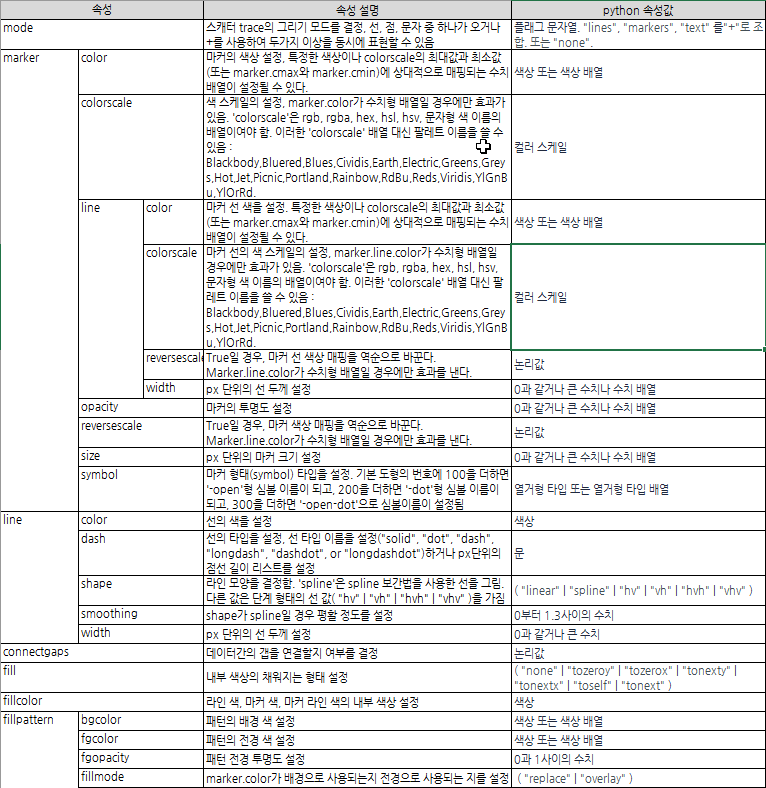 속성 속성 설명 python 속성값
mode 스캐터 trace의 그리기 모드를 결정, 선, 점, 문자 중 하나가 오거나 플래그 문자열. "lines", "markers", "text" 를"+"로 조
+를 사용하여 두가지 이상을 동시에 표현할 수 있음 합. 또는 "none".
marker color 마커의 색상 설정, 특정한 색상이나 colorscale의 최대값과 최소값
(또는 marker.cmax와 marker.cmin)에 상대적으로 매핑되는 수치 색상 또는 색상 배열
배열이 설정될 수 있다.
colorscale 색 스케일의 설정, marker.color가 수치형 배열일 경우에만 효과가
있음. 'colorscale'은 rgb, rgba, hex, hsl, hsv, 문자형 색 이름의
배열이여야 함. 이러한 'colorscale' 배열 대신 팔레트 이름을 쓸 수
있음 : 컬러 스케일
Blackbody,Bluered,Blues,Cividis,Earth,Electric,Greens,Grey
s,Hot,Jet,Picnic,Portland,Rainbow,RdBu,Reds,Viridis,YlGnB
u,YlOrRd.
line color 마커 선 색을 설정. 특정한 색상이나 colorscale의 최대값과 최소값
(또는 marker.cmax와 marker.cmin)에 상대적으로 매핑되는 수치 색상 또는 색상 배열
배열이 설정될 수 있다.
colorscale 마커 선의 색 스케일의 설정, marker.line.color가 수치형 배열일
경우에만 효과가 있음. 'colorscale'은 rgb, rgba, hex, hsl, hsv,
문자형 색 이름의 배열이여야 함. 이러한 'colorscale' 배열 대신 팔
레트 이름을 쓸 수 있음 : 컬러 스케일
Blackbody,Bluered,Blues,Cividis,Earth,Electric,Greens,Grey
s,Hot,Jet,Picnic,Portland,Rainbow,RdBu,Reds,Viridis,YlGnB
u,YlOrRd.
reversescale True일 경우, 마커 선 색상 매핑을 역순으로 바꾼다. 논리값
Marker.line.color가 수치형 배열일 경우에만 효과를 낸다.
width px 단위의 선 두께 설정 0과 같거나 큰 수치나 수치 배열
opacity 마커의 투명도 설정 0과 같거나 큰 수치나 수치 배열
reversescale True일 경우, 마커 색상 매핑을 역순으로 바꾼다. 논리값
Marker.line.color가 수치형 배열일 경우에만 효과를 낸다.
size px 단위의 마커 크기 설정 0과 같거나 큰 수치나 수치 배열
symbol 마커 형태(symbol) 타입을 설정. 기본 도형의 번호에 100을 더하면
'-open'형 심볼 이름이 되고, 200을 더하면 '-dot'형 심볼 이름이 열거형 타입 또는 열거형 타입 배열
되고, 300을 더하면 '-open-dot'으로 심볼이름이 설정됨
line color 선의 색을 설정 색상
dash 선의 타입을 설정, 선 타입 이름을 설정("solid", "dot", "dash",
"longdash", "dashdot", or "longdashdot")하거나 px단위의 문
점선 길이 리스트를 설정
shape 라인 모양을 결정함. 'spline'은 spline 보간법을 사용한 선을 그림. ( "linear" | "spline" | "hv" | "vh" | "hvh" | "vhv" )
다른 값은 단계 형태의 선 값( "hv" | "vh" | "hvh" | "vhv" )을 가짐
smoothing shape가 spline일 경우 평활 정도를 설정 0부터 1.3사이의 수치
width px 단위의 선 두께 설정 0과 같거나 큰 수치
connectgaps 데이터간의 갭을 연결할지 여부를 결정 논리값
fill 내부 색상의 채워지는 형태 설정 ( "none" | "tozeroy" | "tozerox" | "tonexty" |
"tonextx" | "toself" | "tonext" )
fillcolor 라인 색, 마커 색, 마커 라인 색의 내부 색상 설정 색상
fillpattern bgcolor 패턴의 배경 색 설정 색상 또는 색상 배열
fgcolor 패턴의 전경 색 설정 색상 또는 색상 배열
fgopacity 패턴 전경 투명도 설정 0과 1사이의 수치
fillmode marker.color가 배경으로 사용되는지 전경으로 사용되는 지를 설정 ( "replace" | "overlay" )